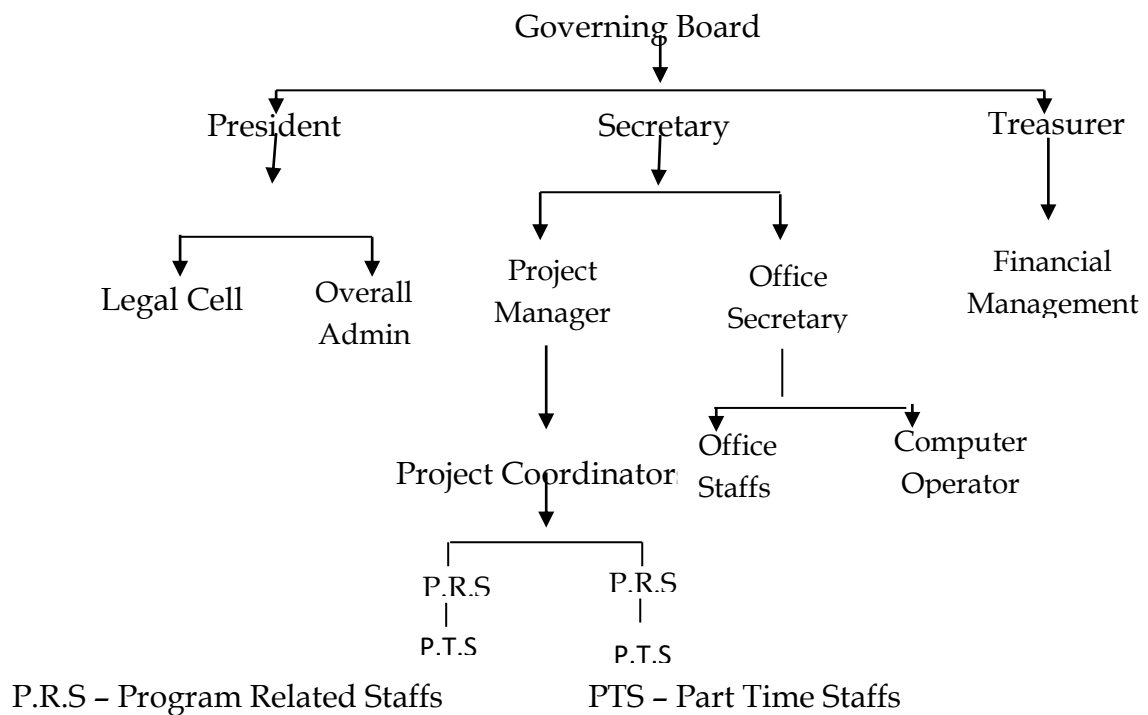 Governing Board
President
Secretary
Treasurer
Legal Cell
Overall
Admin
Project
Manager
Office
Secretary
Financial
Management
Project Coordinators
Office
Staffs
Computer
Operator
P.R.S
P.R.S
P.T.S
P.T.S
P.R.S – Program Related Staffs
PTS – Part Time Staffs